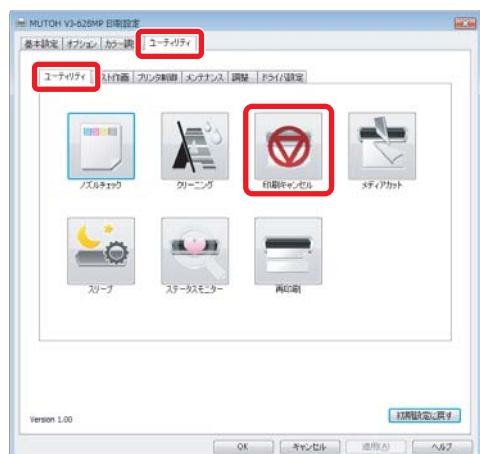 MUTOH VJ-628MP 印刷設定
基本設定 オプション カラー調 ユーティリティ
ユーティリティ スト作画 プリンタ制御 メンテナンス 調整 ドライバ設定
ノズルチェック クリーニング 印刷キャンセル メディアカット
スリープ ステータスモニター 再印刷
Version 1.00 初期設定に戻す
OK キャンセル 適用(A) ヘルプ